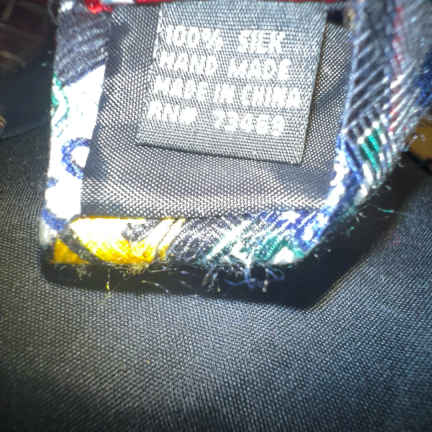 100% SILK
HAND MADE
MADE IN CHINA
RN# 73469